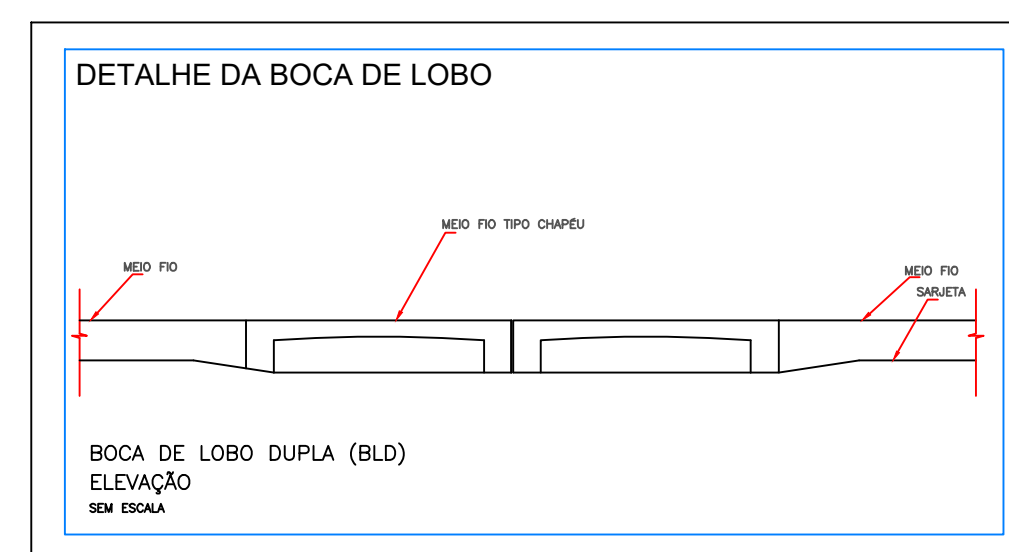 DETALHE DA BOCA DE LOBO
MEIO FIO TIPO CHAPÉU
MEIO FIO
MEIO FIO
SARJETA
BOCA DE LOBO DUPLA (BLD)
ELEVAÇÃO
SEM ESCALA